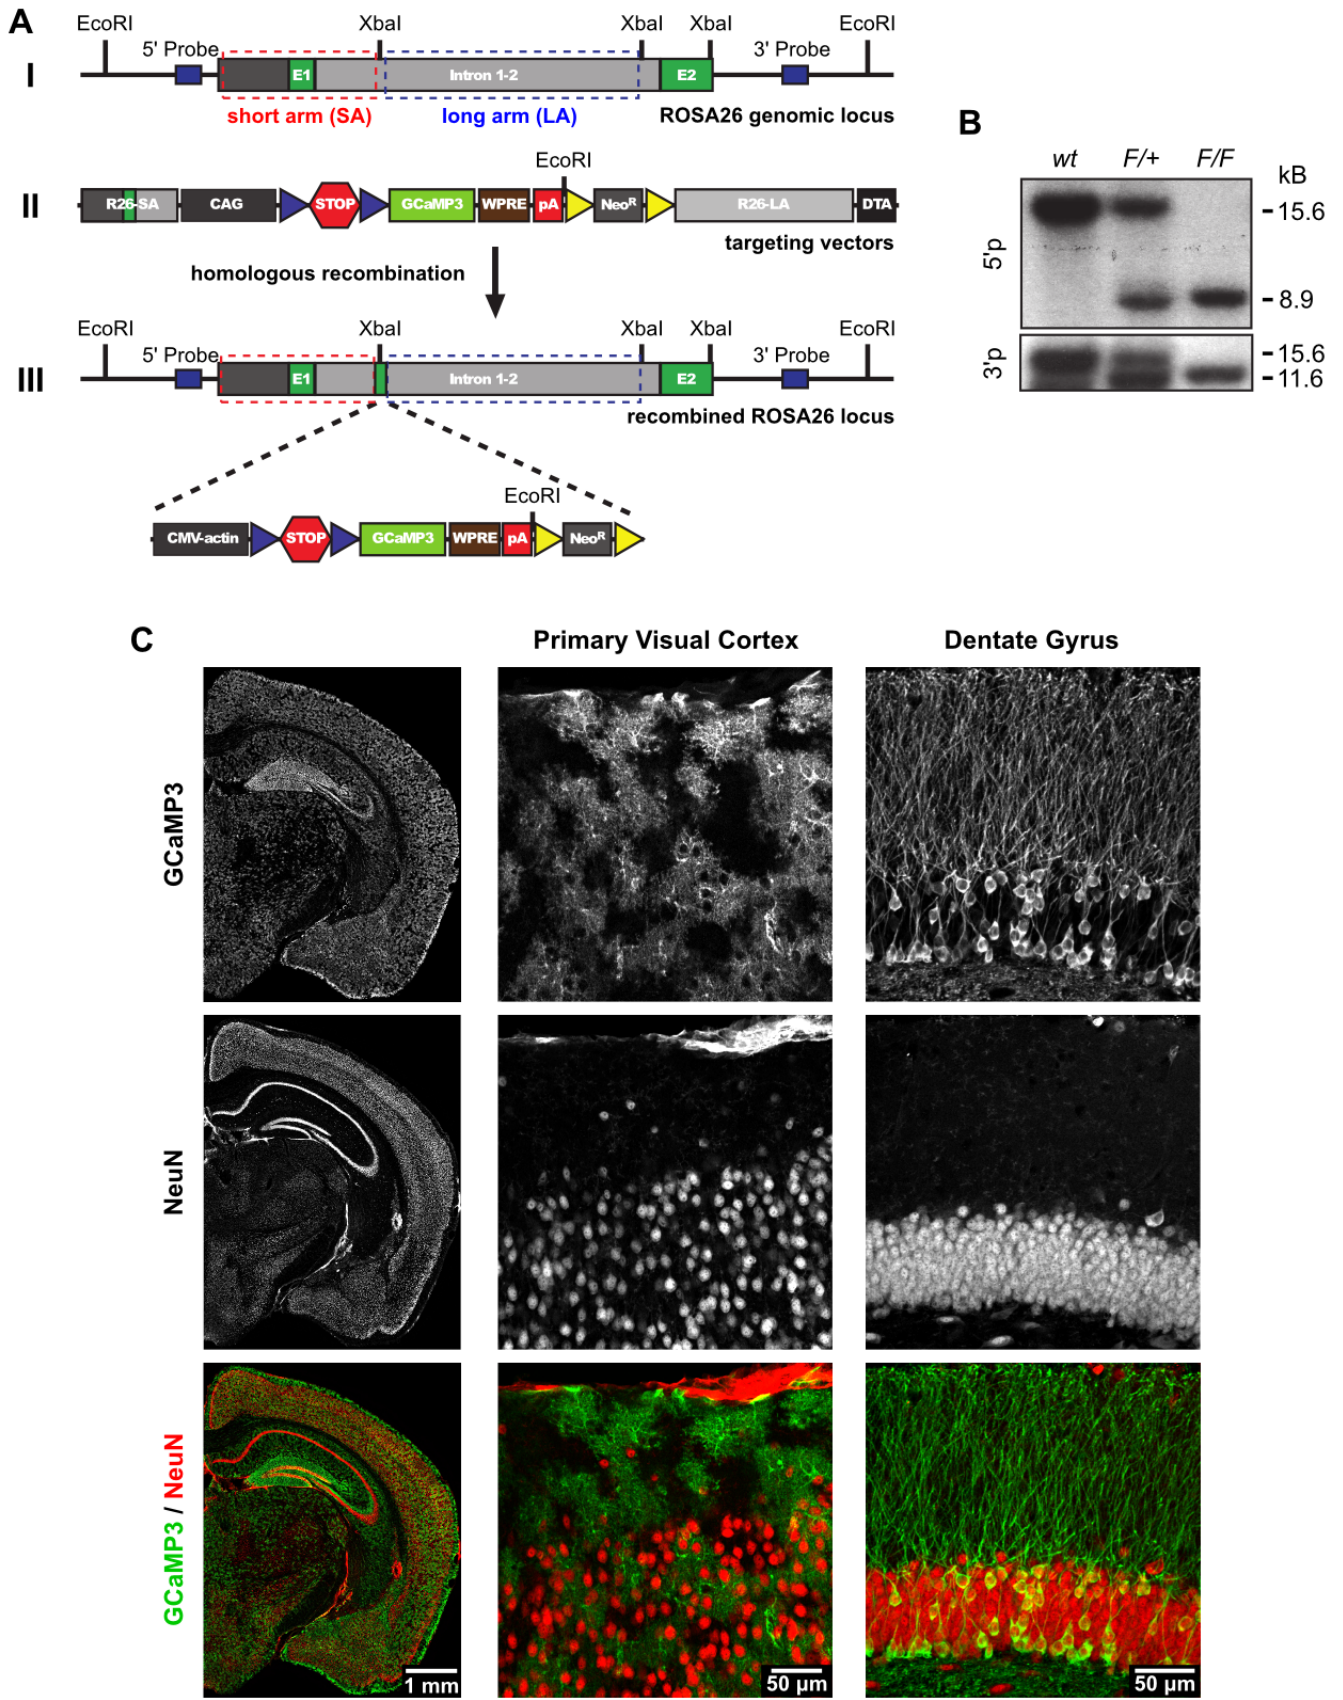 A
EcoRI XbaI XbaI XbaI EcoRI
5' Probe 3' Probe
I E1 Intron 1-2 E2
short arm (SA) long arm (LA) ROSA26 genomic locus
EcoRI
II R26-SA CAG STOP GCaMP3 WPRE pA Neoᴿ R26-LA DTA
targeting vectors
homologous recombination
EcoRI XbaI XbaI XbaI EcoRI
5' Probe 3' Probe
III E1 Intron 1-2 E2
recombined ROSA26 locus
EcoRI
CMV-actin STOP GCaMP3 WPRE pA Neoᴿ
B
wt F/+ F/F
kB
5'p
15.6
8.9
3'p
15.6
11.6
C
Primary Visual Cortex Dentate Gyrus
GCaMP3
NeuN
GCaMP3 / NeuN
1 mm 50 µm 50 µm